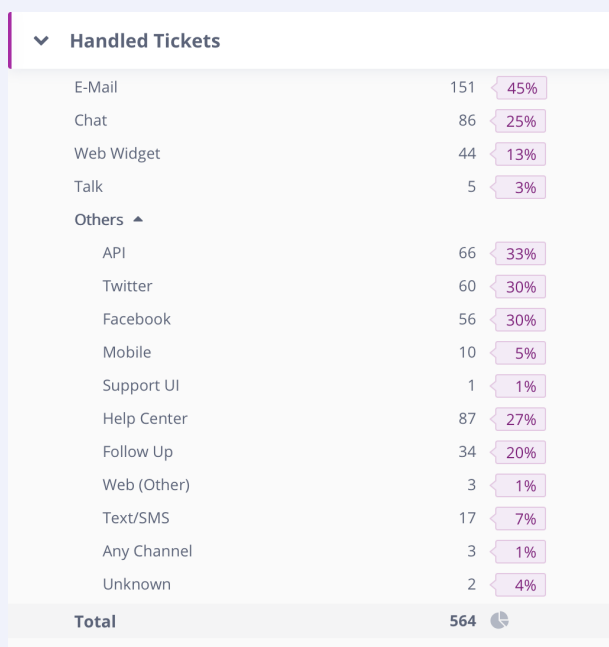 Handled Tickets
E-Mail 151 45%
Chat 86 25%
Web Widget 44 13%
Talk 5 3%
Others
API 66 33%
Twitter 60 30%
Facebook 56 30%
Mobile 10 5%
Support UI 1 1%
Help Center 87 27%
Follow Up 34 20%
Web (Other) 3 1%
Text/SMS 17 7%
Any Channel 3 1%
Unknown 2 4%
Total 564